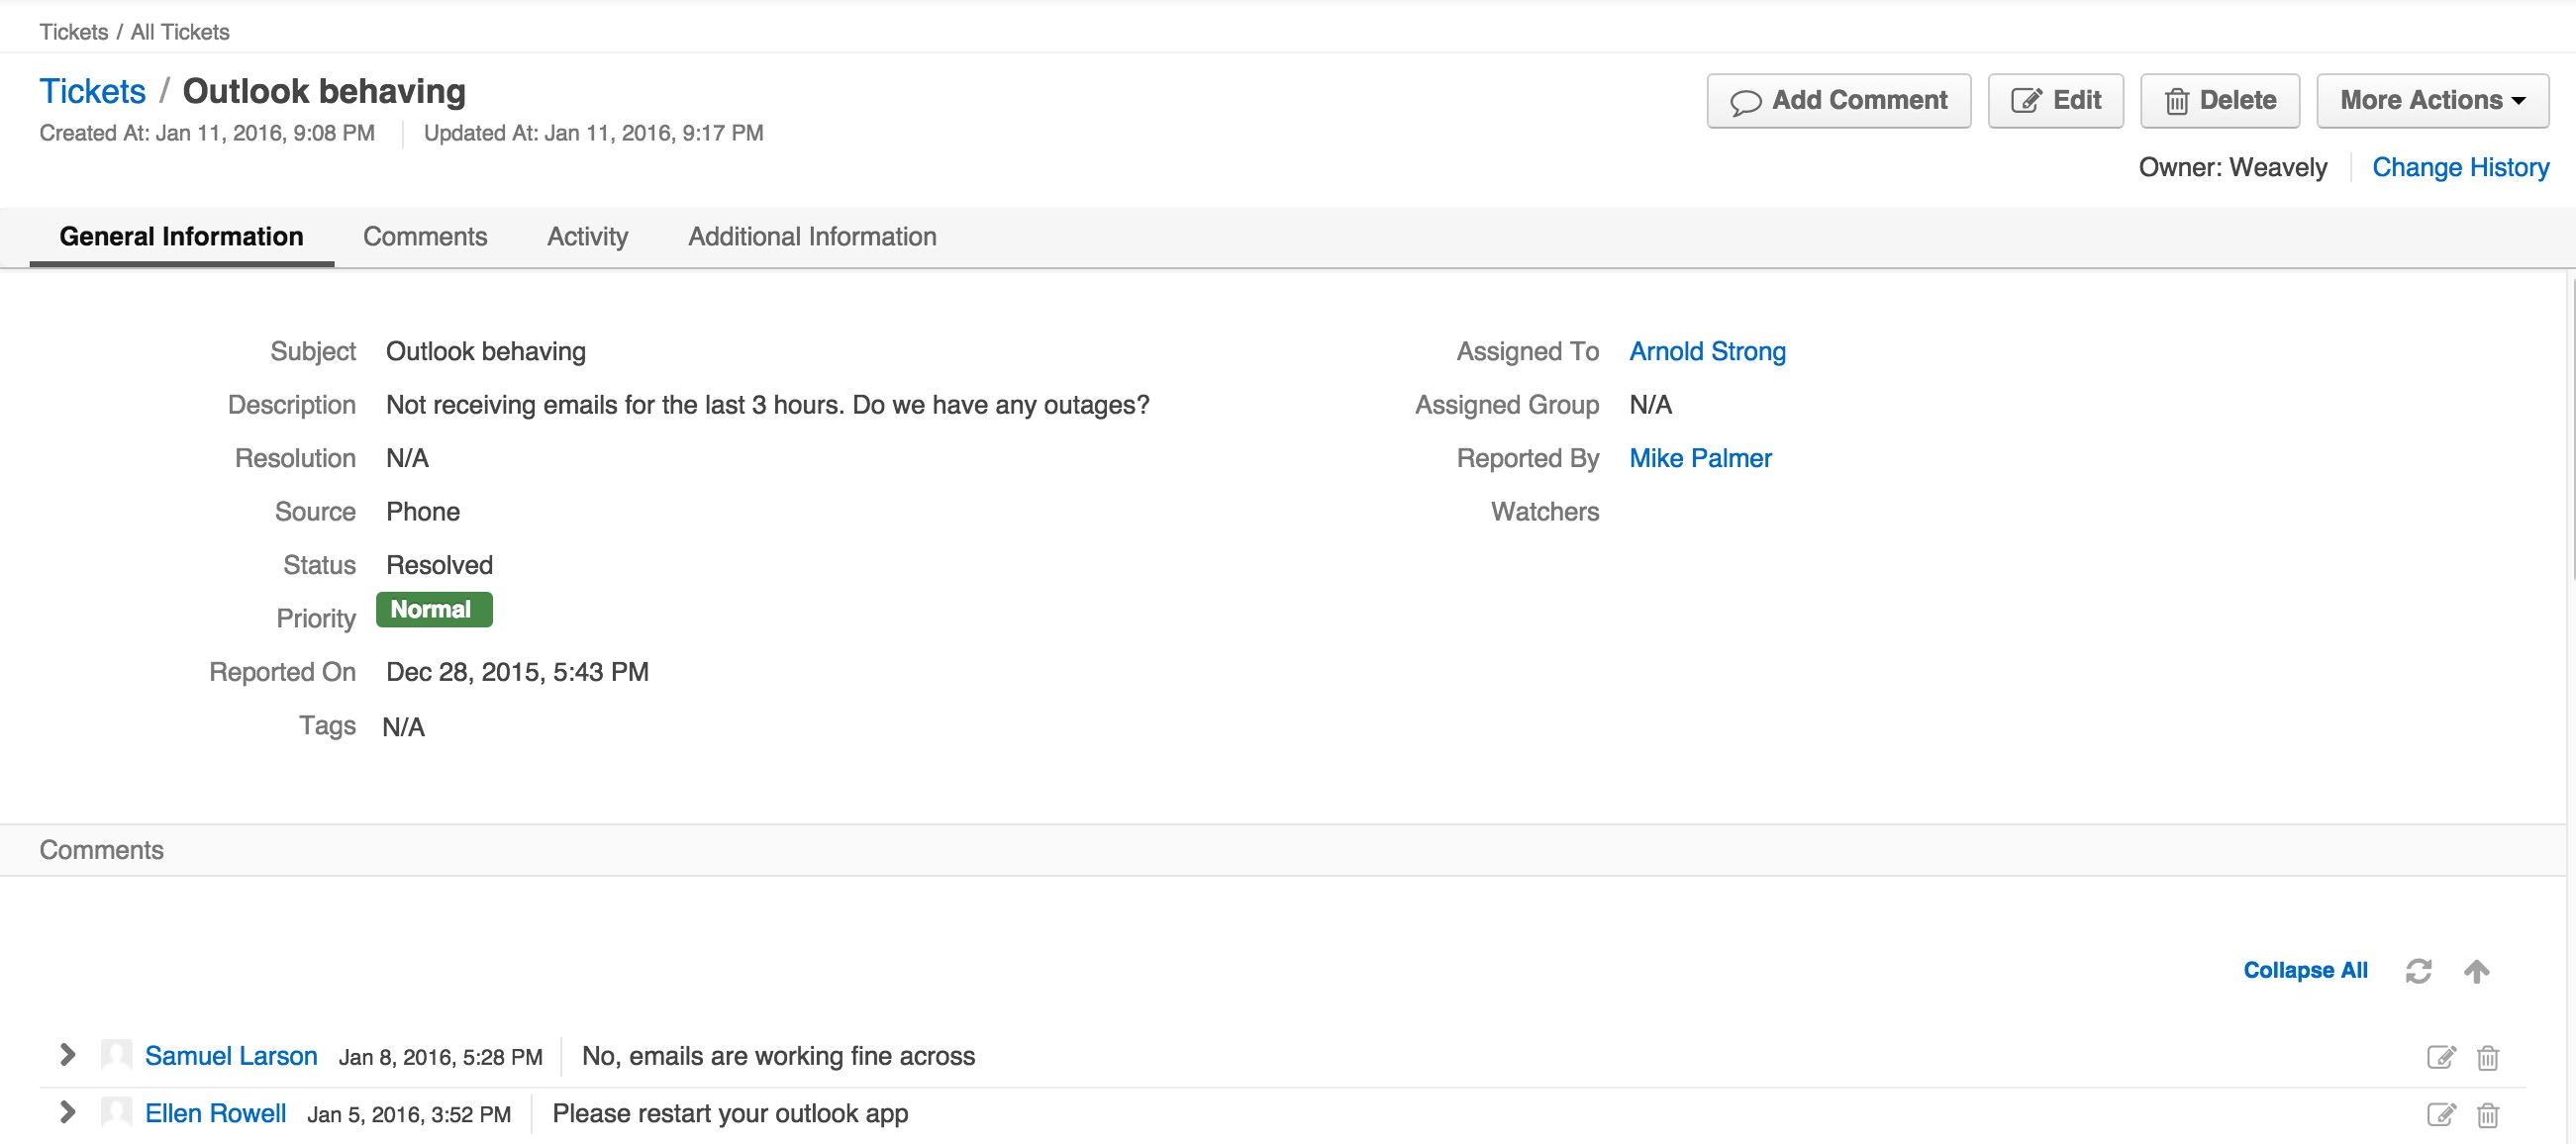 Tickets / All Tickets
Tickets / Outlook behaving
Created At: Jan 11, 2016, 9:08 PM Updated At: Jan 11, 2016, 9:17 PM
Add Comment Edit Delete More Actions
Owner: Weavely Change History
General Information Comments Activity Additional Information
Subject Outlook behaving
Description Not receiving emails for the last 3 hours. Do we have any outages?
Resolution N/A
Source Phone
Status Resolved
Priority Normal
Reported On Dec 28, 2015, 5:43 PM
Tags N/A
Assigned To Arnold Strong
Assigned Group N/A
Reported By Mike Palmer
Watchers
Comments
Collapse All
Samuel Larson Jan 8, 2016, 5:28 PM No, emails are working fine across
Ellen Rowell Jan 5, 2016, 3:52 PM Please restart your outlook app